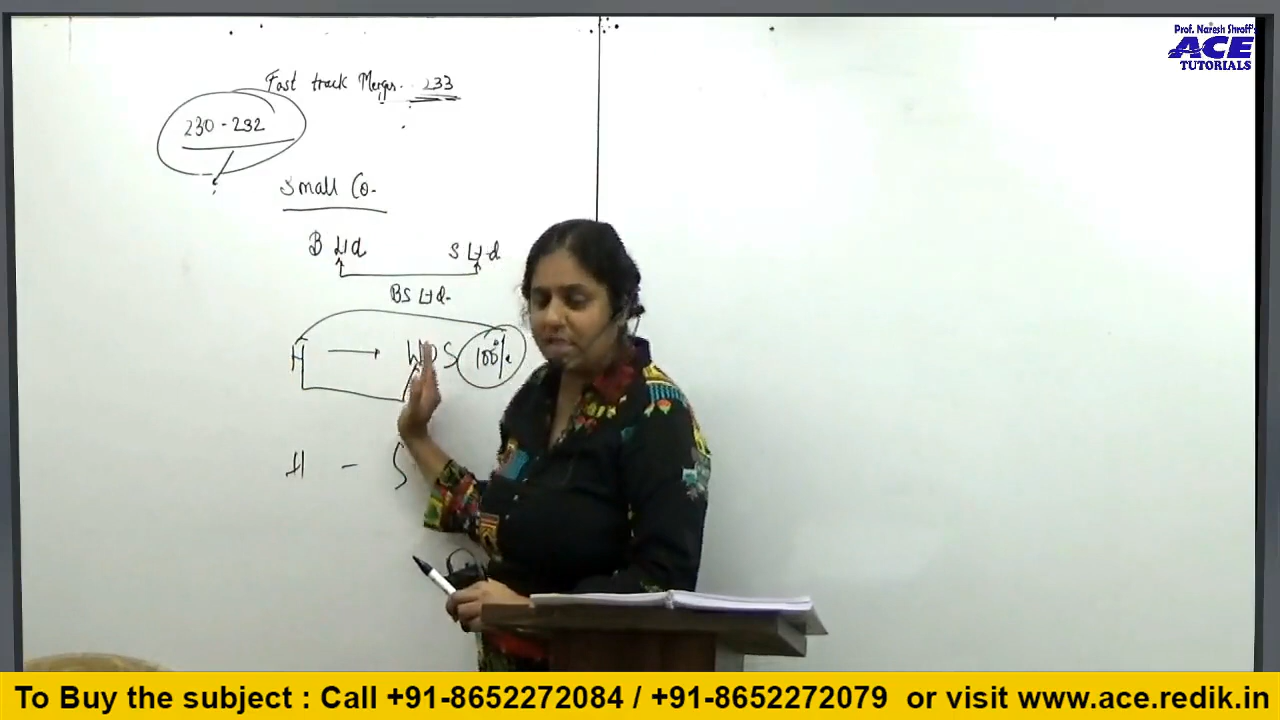 Prof. Naresh Shroff's
ACE
TUTORIALS
Fast track Merger.. 233
230 - 232
Small Co.
B Ltd S Ltd
BS Ltd.
H → WOS 100%
H - S
To Buy the subject : Call +91-8652272084 / +91-8652272079 or visit www.ace.redik.in